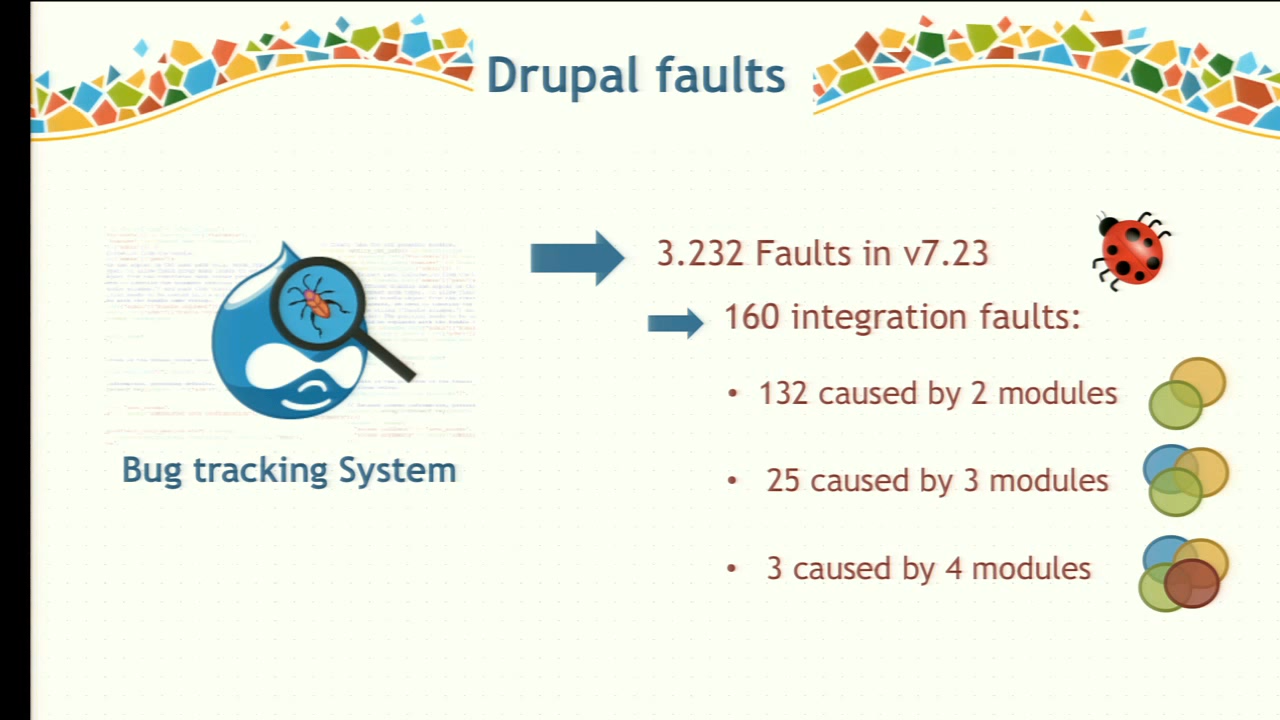 Drupal faults
3.232 Faults in v7.23
160 integration faults:
• 132 caused by 2 modules
Bug tracking System
• 25 caused by 3 modules
• 3 caused by 4 modules